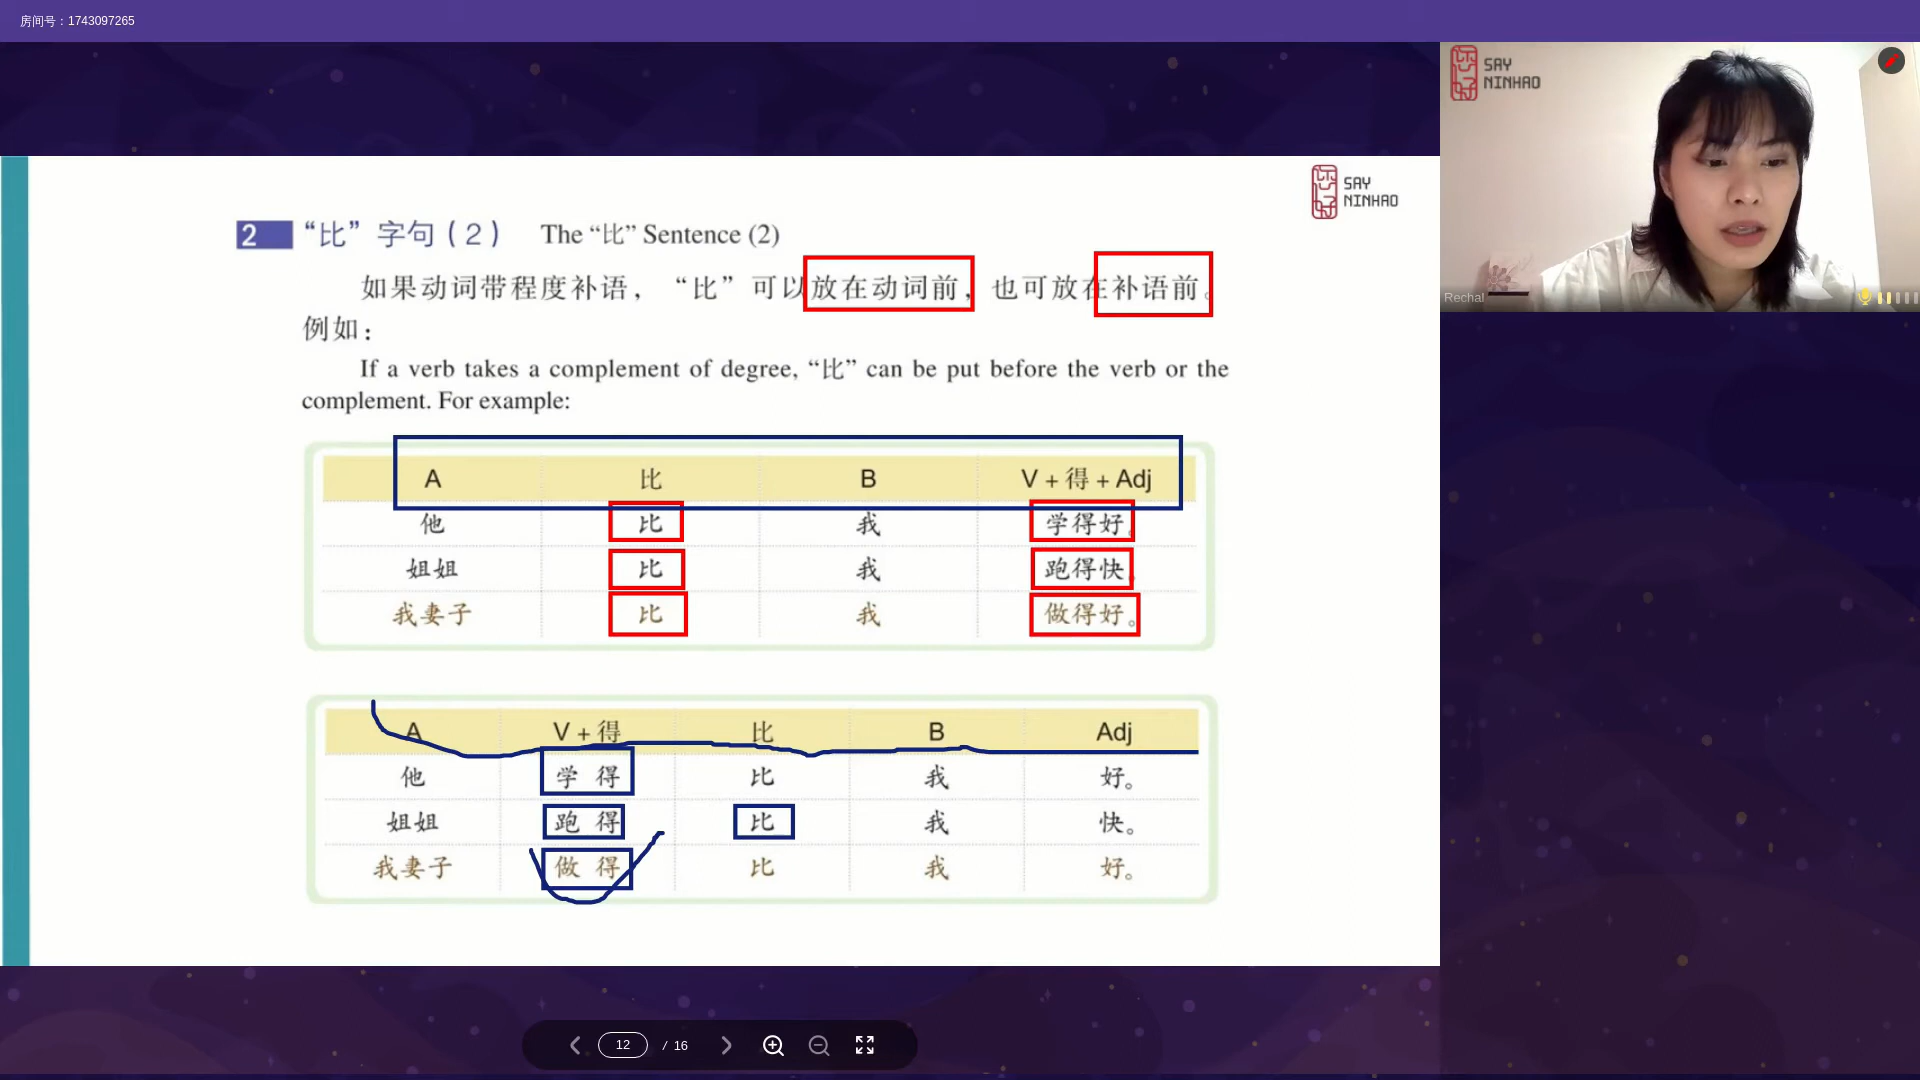 房间号：1743097265
SAY
NINHAO
Rechal
SAY
NINHAO
2 “比”字句（2） The “比” Sentence (2)
如果动词带程度补语，“比”可以放在动词前，也可放在补语前。
例如：
If a verb takes a complement of degree, “比” can be put before the verb or the
complement. For example:
A 比 B V + 得 + Adj
他 比 我 学得好。
姐姐 比 我 跑得快。
我妻子 比 我 做得好。
A V + 得 比 B Adj
他 学 得 比 我 好。
姐姐 跑 得 比 我 快。
我妻子 做 得 比 我 好。
12 / 16